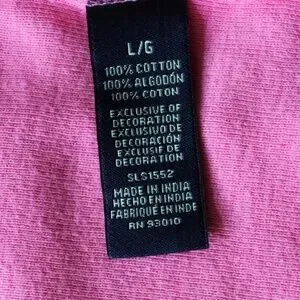 L/G
100% COTTON
100% ALGODÓN
100% COTON
EXCLUSIVE OF
DECORATION
EXCLUSIVO DE
DECORACIÓN
EXCLUSIF DE
DECORATION
SLS1552
MADE IN INDIA
HECHO EN INDIA
FABRIQUÉ EN INDE
RN 93010